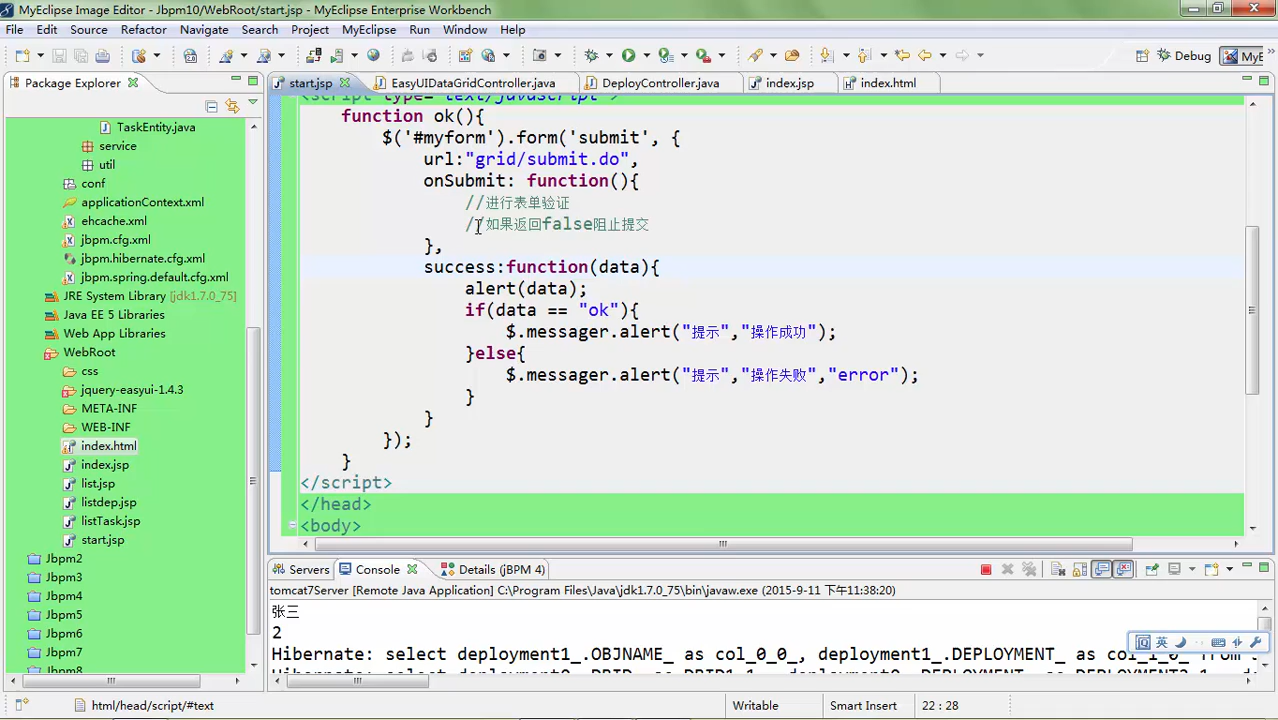 MyEclipse Image Editor - Jbpm10/WebRoot/start.jsp - MyEclipse Enterprise Workbench
File Edit Source Refactor Navigate Search Project MyEclipse Run Window Help
Debug MyE
Package Explorer
start.jsp EasyUIDataGridController.java DeployController.java index.jsp index.html
TaskEntity.java
service
util
conf
applicationContext.xml
ehcache.xml
jbpm.cfg.xml
jbpm.hibernate.cfg.xml
jbpm.spring.default.cfg.xml
JRE System Library [jdk1.7.0_75]
Java EE 5 Libraries
Web App Libraries
WebRoot
css
jquery-easyui-1.4.3
META-INF
WEB-INF
index.html
index.jsp
list.jsp
listdep.jsp
listTask.jsp
start.jsp
Jbpm2
Jbpm3
Jbpm4
Jbpm5
Jbpm6
Jbpm7
Jbpm8
<script type="text/javascript">
function ok(){
$('#myform').form('submit', {
url:"grid/submit.do",
onSubmit: function(){
//进行表单验证
//如果返回false阻止提交
},
success:function(data){
alert(data);
if(data == "ok"){
$.messager.alert("提示","操作成功");
}else{
$.messager.alert("提示","操作失败","error");
}
}
});
}
</script>
</head>
<body>
Servers Console Details (jBPM 4)
tomcat7Server [Remote Java Application] C:\Program Files\Java\jdk1.7.0_75\bin\javaw.exe (2015-9-11 下午11:38:20)
张三
2
Hibernate: select deployment1_.OBJNAME_ as col_0_0_, deployment1_.DEPLOYMENT_ as col_1_0_ from
英
html/head/script/#text Writable Smart Insert 22 : 28